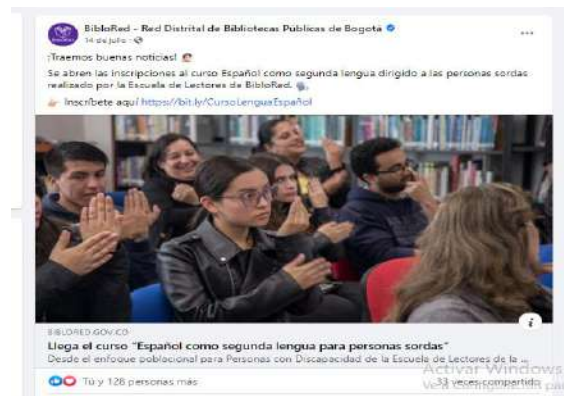 BibloRed - Red Distrital de Bibliotecas Públicas de Bogotá
14 de julio ·
¡Traemos buenas noticias!
Se abren las inscripciones al curso Español como segunda lengua dirigido a las personas sordas
realizado por la Escuela de Lectores de BibloRed.
Inscríbete aquí https://bit.ly/CursoLenguaEspañol
BIBLORED.GOV.CO
Llega el curso "Español como segunda lengua para personas sordas"
Desde el enfoque poblacional para Personas con Discapacidad de la Escuela de Lectores de la ...
Tú y 128 personas más
33 veces compartido
Activar Windows